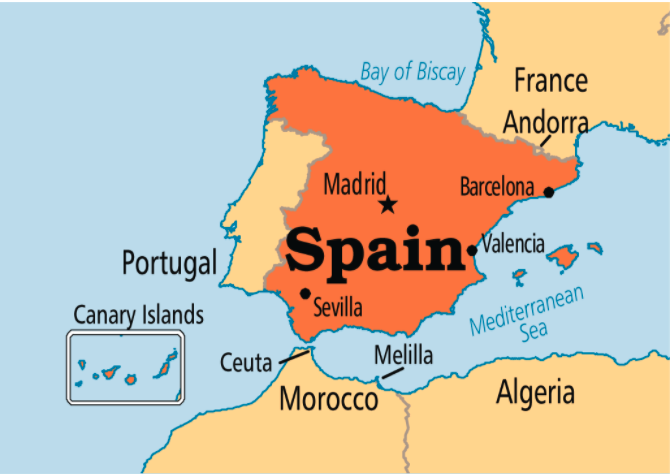 Bay of Biscay
France
Andorra
Madrid
Barcelona
Spain
Valencia
Portugal
Sevilla
Mediterranean
Sea
Canary Islands
Ceuta
Melilla
Morocco
Algeria